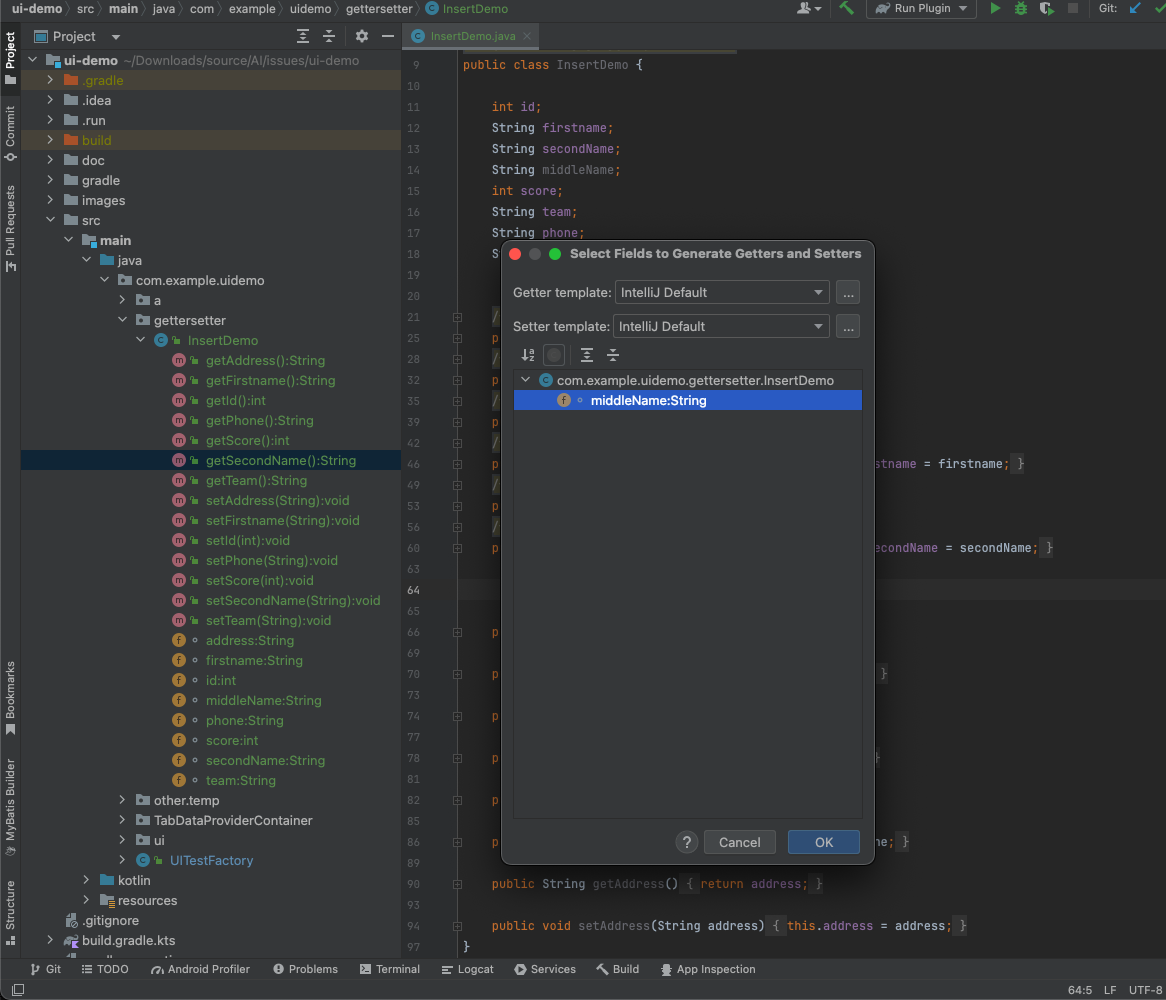 ui-demo > src > main > java > com > example > uidemo > gettersetter > InsertDemo
Run Plugin
Git:
Project
InsertDemo.java
Project
Commit
Pull Requests
Bookmarks
MyBatis Builder
Structure
ui-demo ~/Downloads/source/AI/issues/ui-demo
.gradle
.idea
.run
build
doc
gradle
images
src
main
java
com.example.uidemo
a
gettersetter
InsertDemo
getAddress():String
getFirstname():String
getId():int
getPhone():String
getScore():int
getSecondName():String
getTeam():String
setAddress(String):void
setFirstname(String):void
setId(int):void
setPhone(String):void
setScore(int):void
setSecondName(String):void
setTeam(String):void
address:String
firstname:String
id:int
middleName:String
phone:String
score:int
secondName:String
team:String
other.temp
TabDataProviderContainer
ui
UITestFactory
kotlin
resources
.gitignore
build.gradle.kts
9 public class InsertDemo {
10
11 int id;
12 String firstname;
13 String secondName;
14 String middleName;
15 int score;
16 String team;
17 String phone;
18 S
19
20
21 /
25 p
28 /
32 p
35 /
39 p
42 /
46 p stname = firstname; }
49 /
53 p
56 /
60 p econdName = secondName; }
63
64
65
66 p
69
70 p }
73
74 p
77
78 p }
81
82 p
85
86 p ne; }
89
90 public String getAddress() { return address; }
93
94 public void setAddress(String address) { this.address = address; }
97 }
Select Fields to Generate Getters and Setters
Getter template: IntelliJ Default ...
Setter template: IntelliJ Default ...
com.example.uidemo.gettersetter.InsertDemo
middleName:String
? Cancel OK
Git TODO Android Profiler Problems Terminal Logcat Services Build App Inspection
64:5 LF UTF-8